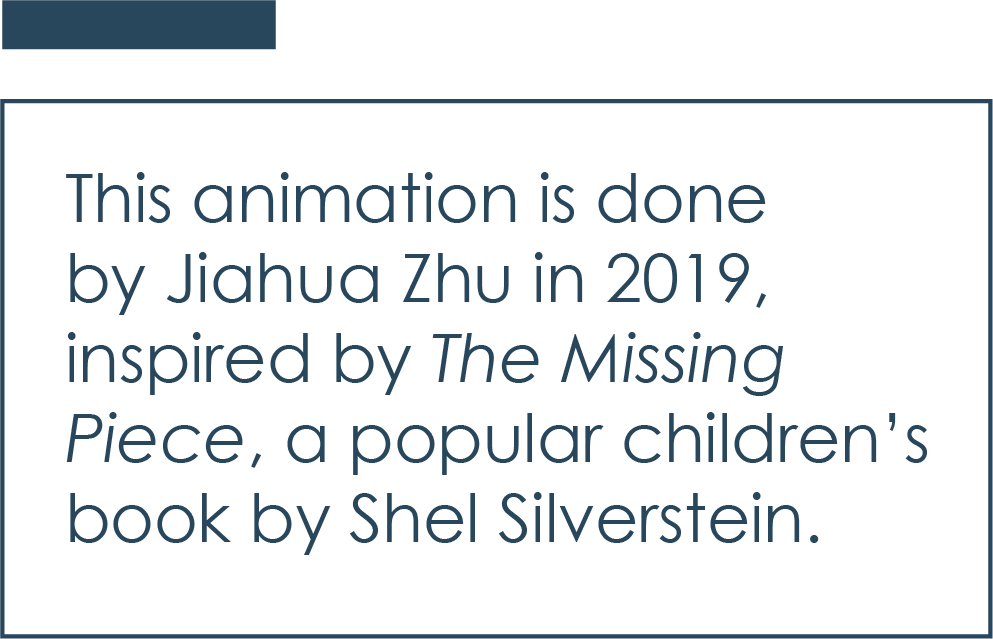 This animation is done
by Jiahua Zhu in 2019,
inspired by The Missing
Piece, a popular children’s
book by Shel Silverstein.